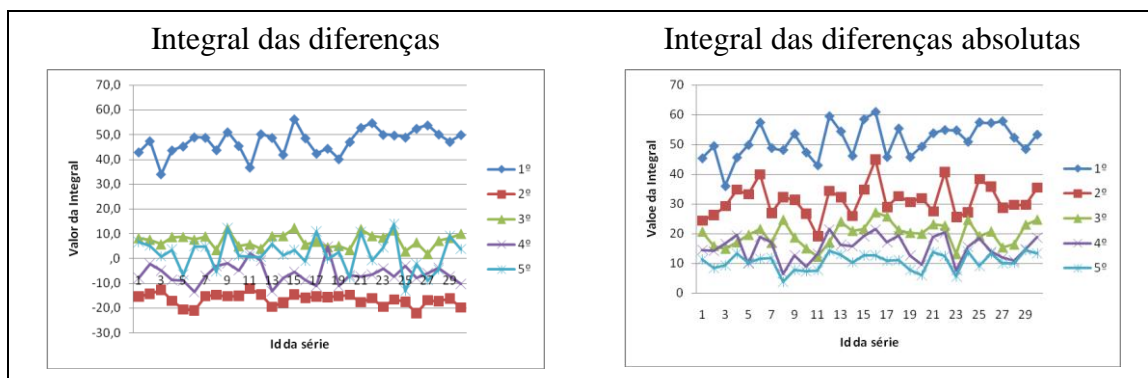 Integral das diferenças
70,0
60,0
50,0
40,0
30,0
20,0
10,0
,0
-10,0
-20,0
-30,0
Valor da Integral
1 3 5 7 9 11 13 15 17 19 21 23 25 27 29
Id da série
1º
2º
3º
4º
5º
Integral das diferenças absolutas
70
60
50
40
30
20
10
0
Valoe da Integral
1 3 5 7 9 11 13 15 17 19 21 23 25 27 29
Id da série
1º
2º
3º
4º
5º